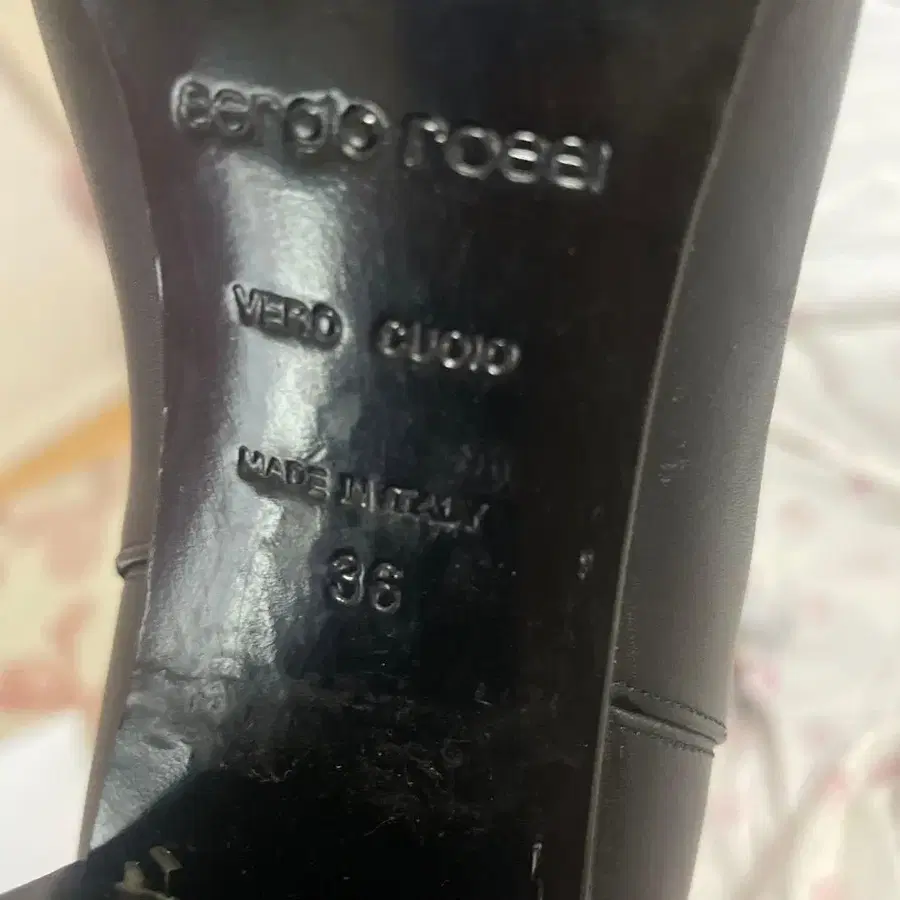 sergio rossi
VERO CUOIO
MADE IN ITALY
36